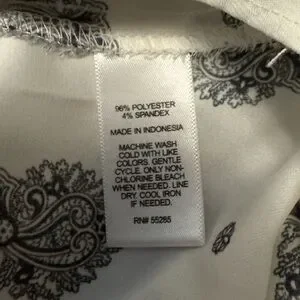 96% POLYESTER
4% SPANDEX
MADE IN INDONESIA
MACHINE WASH
COLD WITH LIKE
COLORS. GENTLE
CYCLE. ONLY NON-
CHLORINE BLEACH
WHEN NEEDED. LINE
DRY. COOL IRON
IF NEEDED.
RN# 55285